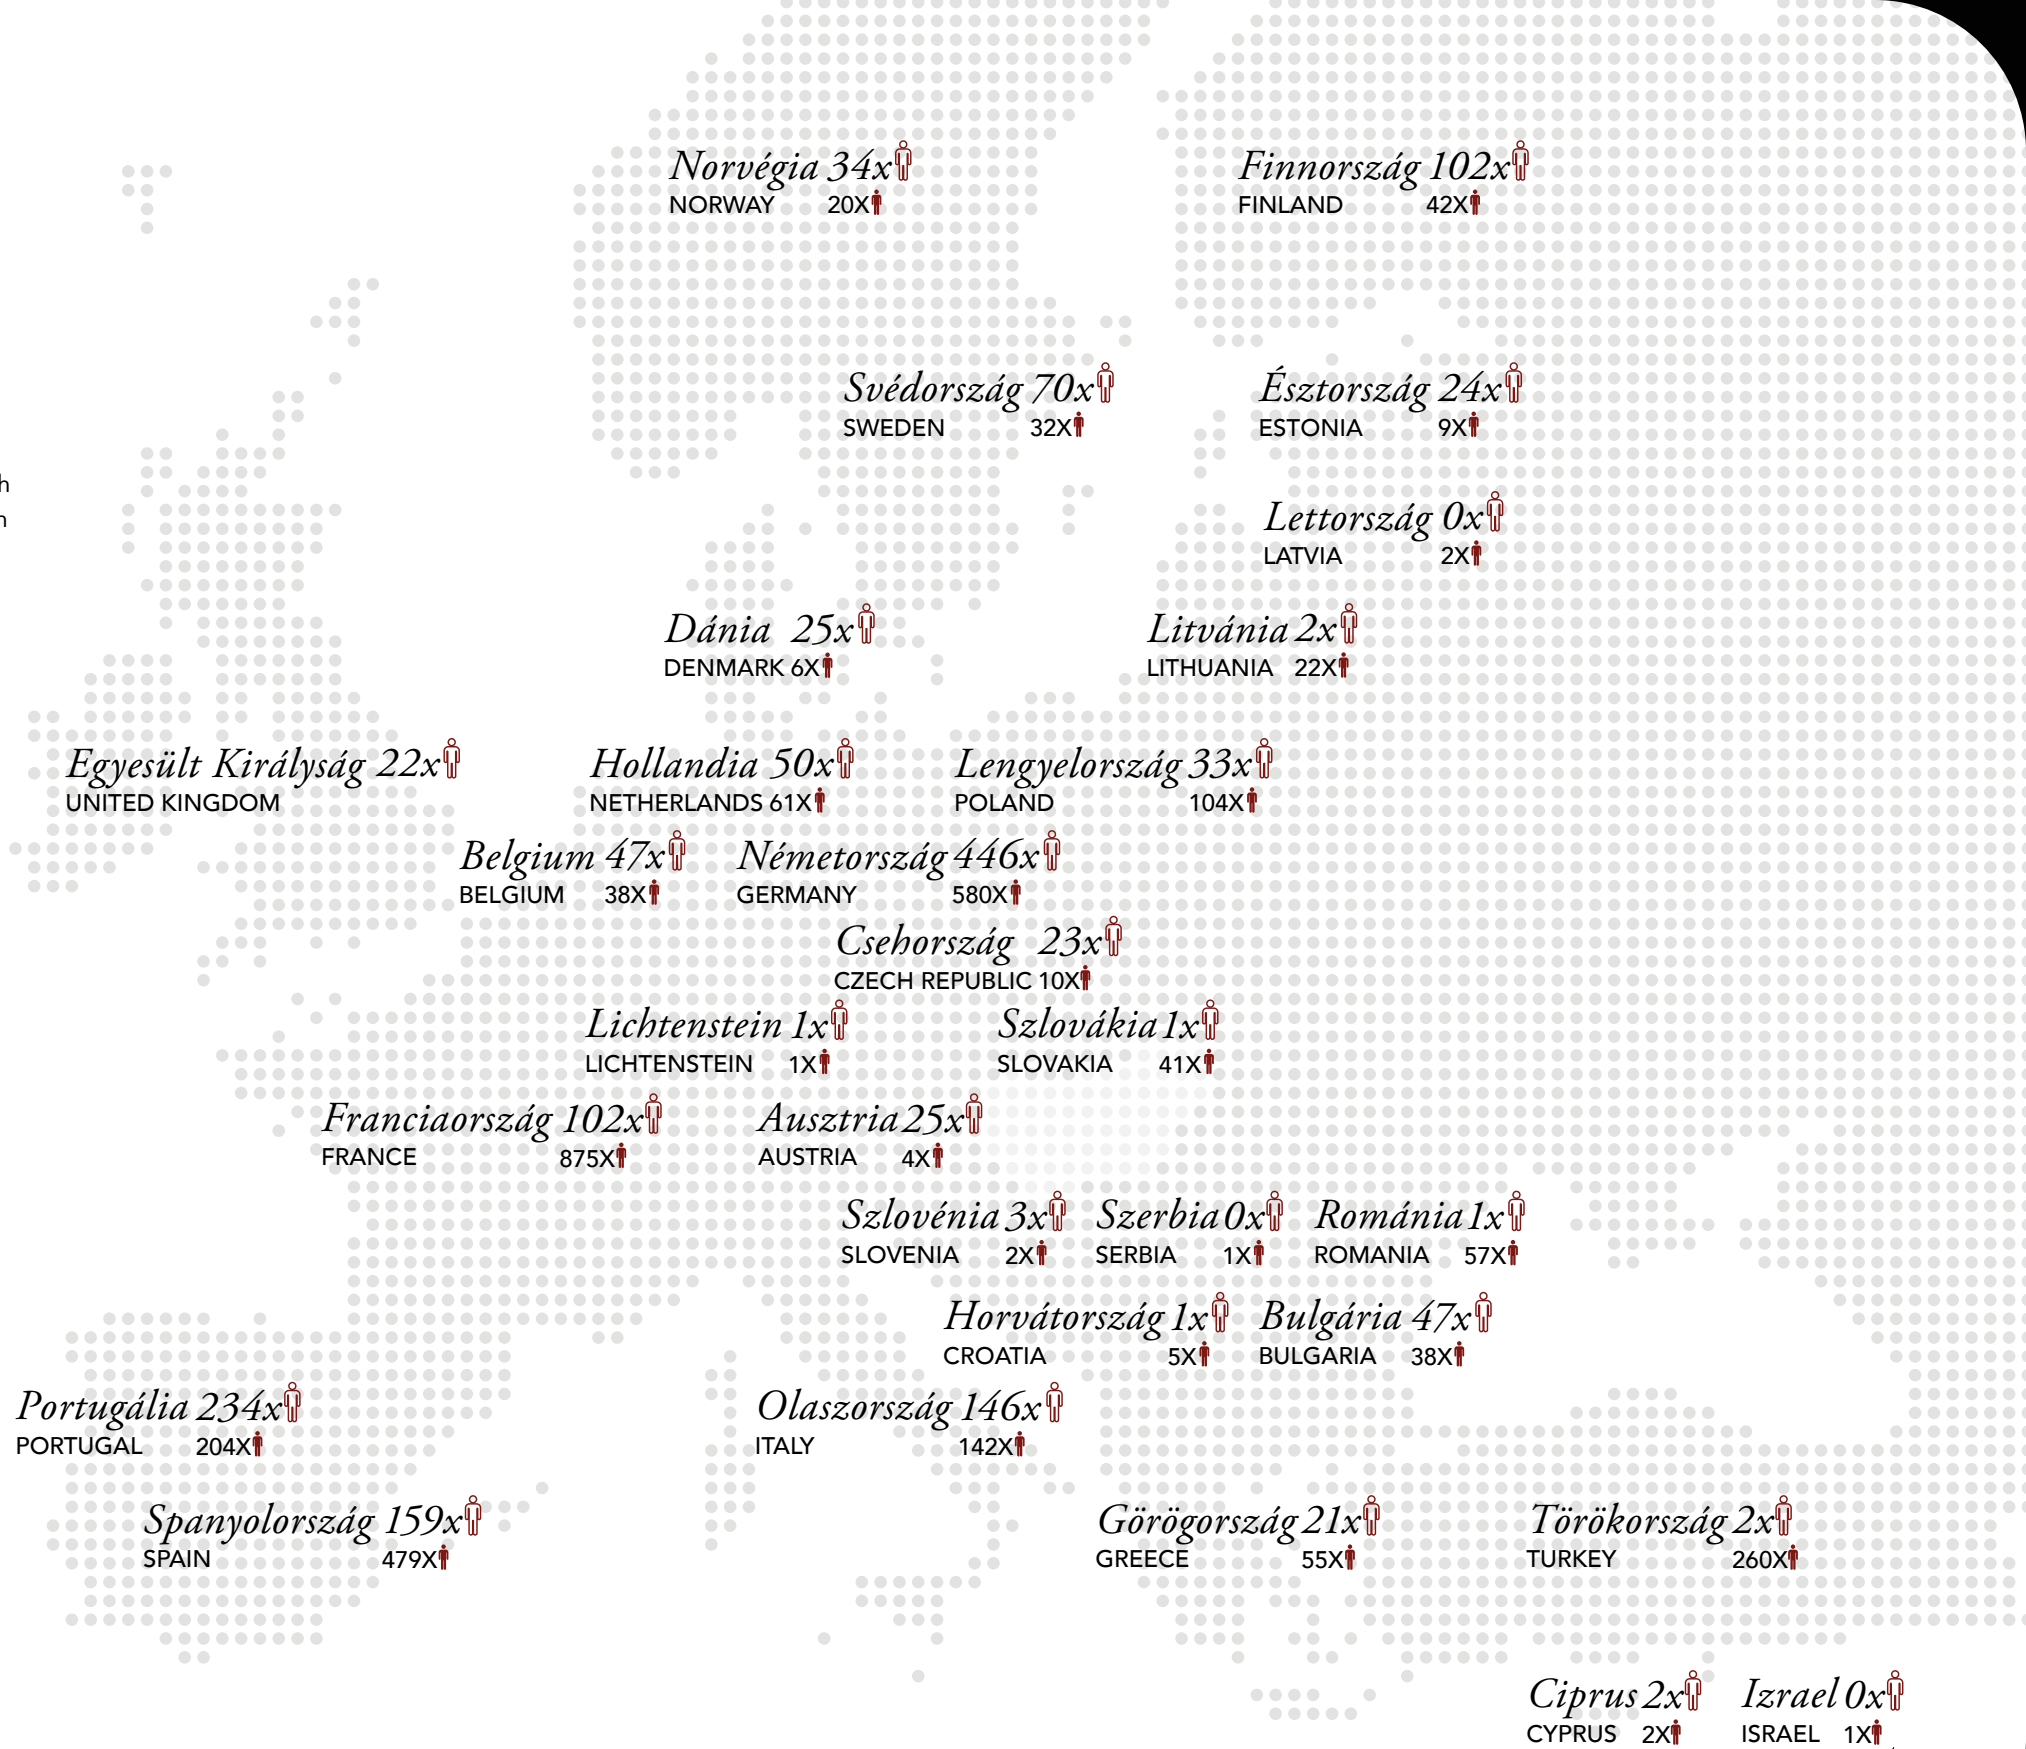 Norvégia 34x
NORWAY 20X
Finnország 102x
FINLAND 42X
Svédország 70x
SWEDEN 32X
Észtország 24x
ESTONIA 9X
h
n
Lettország 0x
LATVIA 2X
Dánia 25x
DENMARK 6X
Litvánia 2x
LITHUANIA 22X
Egyesült Királyság 22x
UNITED KINGDOM
Hollandia 50x
NETHERLANDS 61X
Lengyelország 33x
POLAND 104X
Belgium 47x
BELGIUM 38X
Németország 446x
GERMANY 580X
Csehország 23x
CZECH REPUBLIC 10X
Lichtenstein 1x
LICHTENSTEIN 1X
Szlovákia 1x
SLOVAKIA 41X
Franciaország 102x
FRANCE 875X
Ausztria 25x
AUSTRIA 4X
Szlovénia 3x
SLOVENIA 2X
Szerbia 0x
SERBIA 1X
Románia 1x
ROMANIA 57X
Horvátország 1x
CROATIA 5X
Bulgária 47x
BULGARIA 38X
Portugália 234x
PORTUGAL 204X
Olaszország 146x
ITALY 142X
Spanyolország 159x
SPAIN 479X
Görögország 21x
GREECE 55X
Törökország 2x
TURKEY 260X
Ciprus 2x
CYPRUS 2X
Izrael 0x
ISRAEL 1X